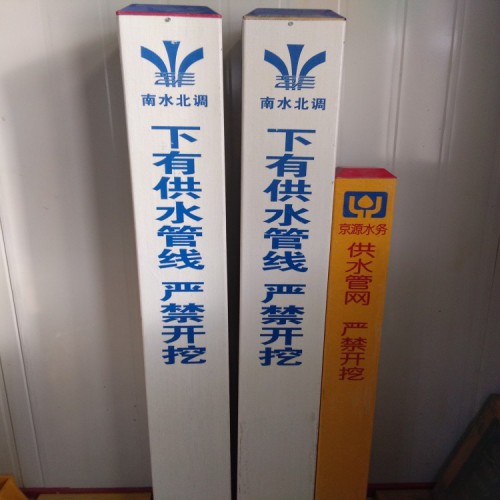 南水北调
下有供水管线 严禁开挖
南水北调
下有供水管线 严禁开挖
京源水务
供水管网 严禁开挖